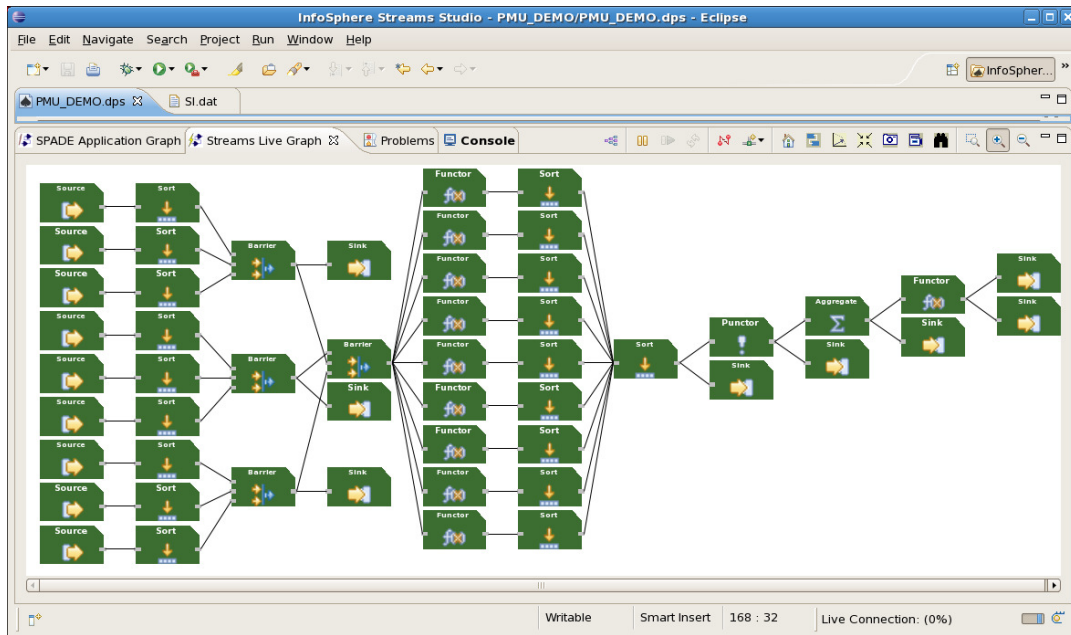 InfoSphere Streams Studio - PMU_DEMO/PMU_DEMO.dps - Eclipse
File Edit Navigate Search Project Run Window Help
InfoSpher... »
PMU_DEMO.dps SI.dat
SPADE Application Graph Streams Live Graph Problems Console
Functor Sort
Source Sort
Functor Sort
Source Sort
Barrier Sink
Functor Sort
Sink
Source Sort
Functor
Functor Sort
Aggregate
Sink
Source Sort
Punctor
Sink
Barrier
Functor Sort
Sort
Sink
Source Sort
Barrier
Sink
Functor Sort
Sink
Source Sort
Functor Sort
Source Sort
Barrier Sink
Functor Sort
Source Sort
Functor Sort
Source Sort
Writable Smart Insert 168 : 32 Live Connection: (0%)